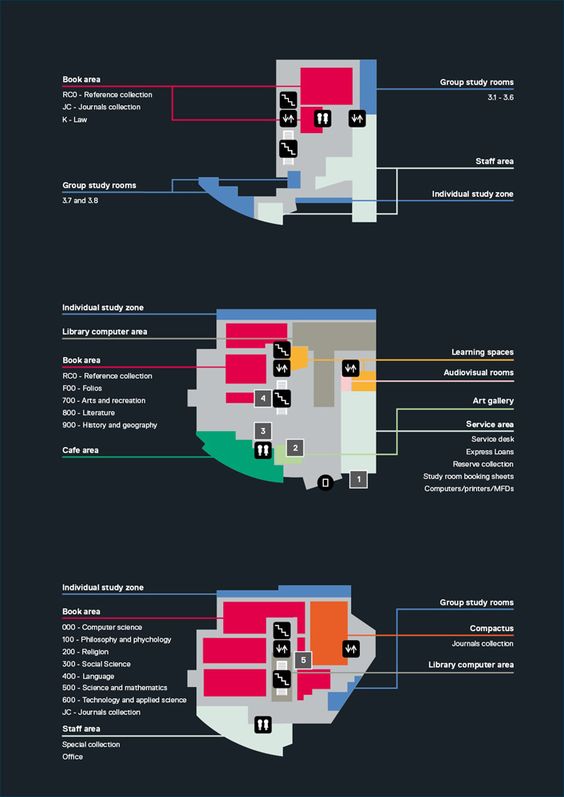 Book area
RC0 - Reference collection
JC - Journals collection
K - Law
Group study rooms
3.7 and 3.8
Group study rooms
3.1 - 3.6
Staff area
Individual study zone
Individual study zone
Library computer area
Book area
RC0 - Reference collection
F00 - Folios
700 - Arts and recreation
800 - Literature
900 - History and geography
Cafe area
4
3
2
1
Learning spaces
Audiovisual rooms
Art gallery
Service area
Service desk
Express Loans
Reserve collection
Study room booking sheets
Computers/printers/MFDs
Individual study zone
Book area
000 - Computer science
100 - Philosophy and phychology
200 - Religion
300 - Social Science
400 - Language
500 - Science and mathematics
600 - Technology and applied science
JC - Journals collection
Staff area
Special collection
Office
5
Group study rooms
Compactus
Journals collection
Library computer area